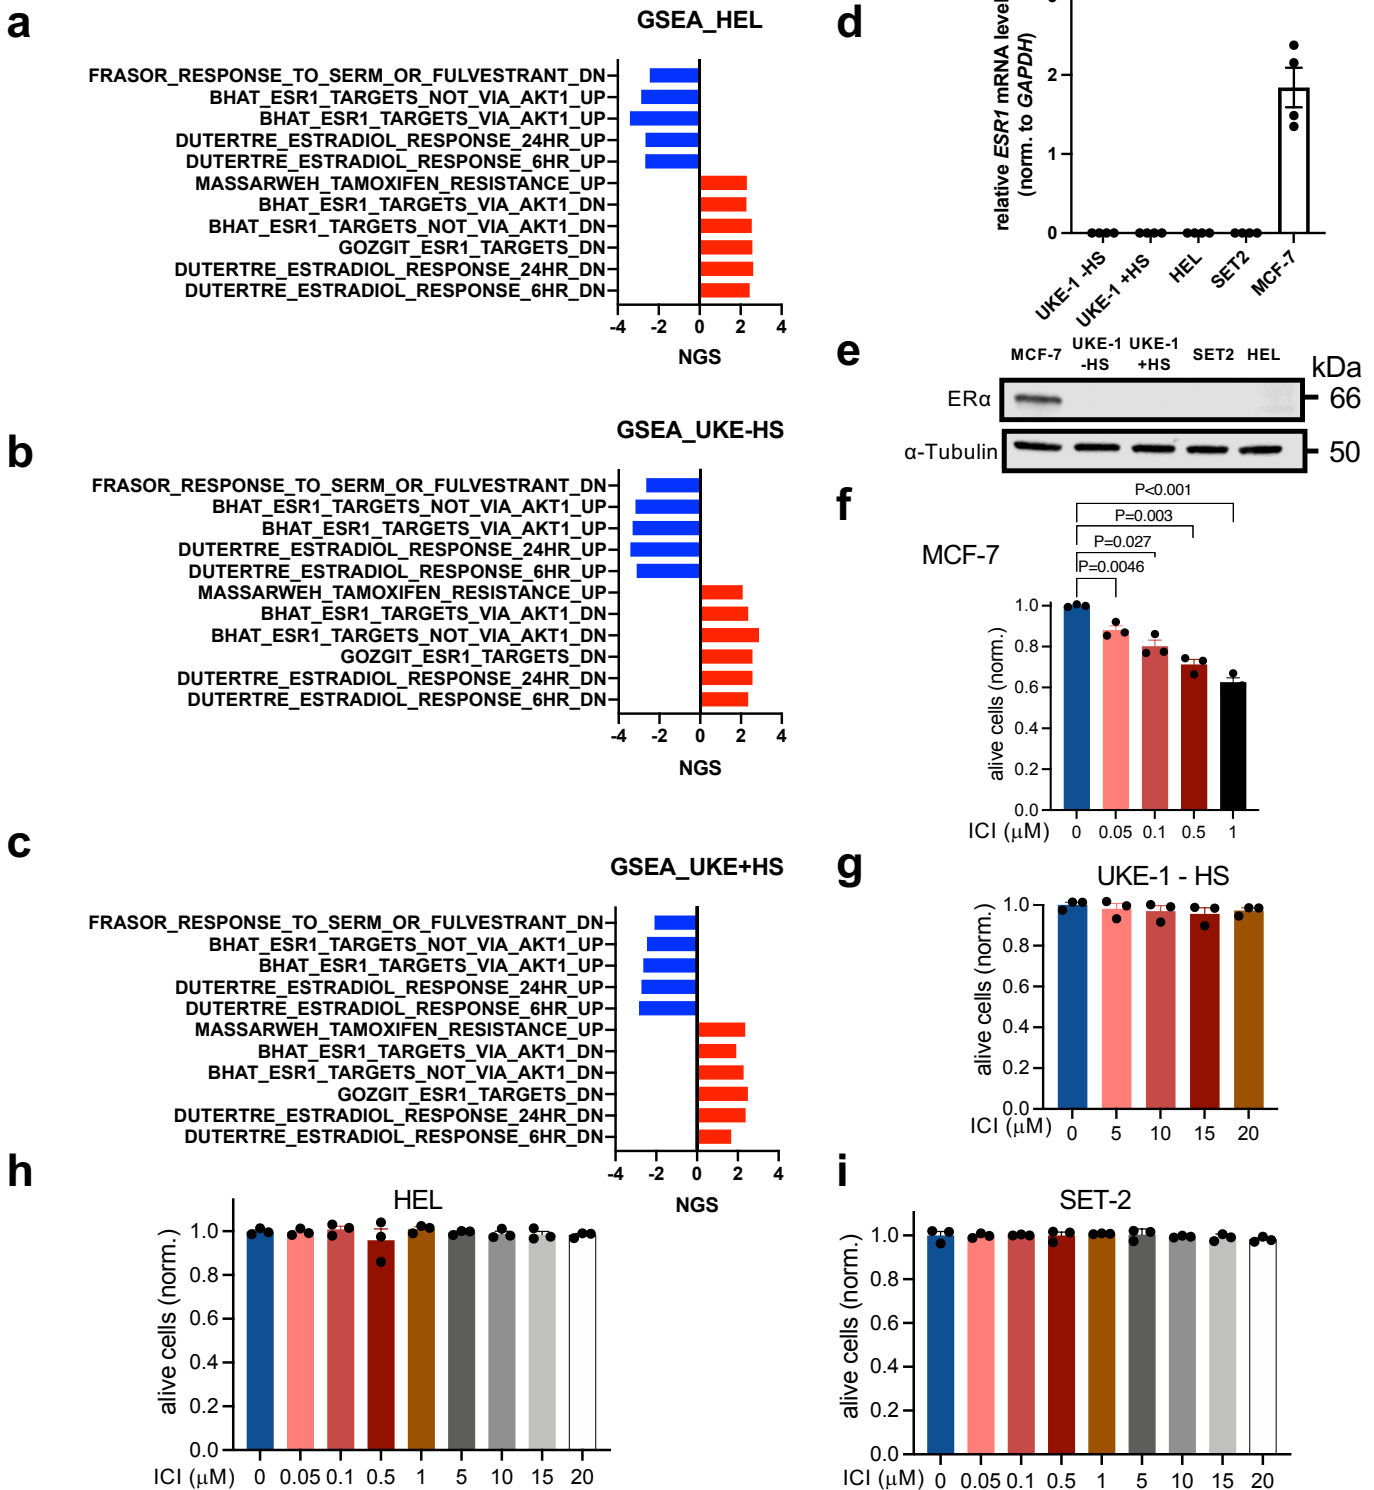 a
GSEA_HEL
FRASOR_RESPONSE_TO_SERM_OR_FULVESTRANT_DN
BHAT_ESR1_TARGETS_NOT_VIA_AKT1_UP
BHAT_ESR1_TARGETS_VIA_AKT1_UP
DUTERTRE_ESTRADIOL_RESPONSE_24HR_UP
DUTERTRE_ESTRADIOL_RESPONSE_6HR_UP
MASSARWEH_TAMOXIFEN_RESISTANCE_UP
BHAT_ESR1_TARGETS_VIA_AKT1_DN
BHAT_ESR1_TARGETS_NOT_VIA_AKT1_DN
GOZGIT_ESR1_TARGETS_DN
DUTERTRE_ESTRADIOL_RESPONSE_24HR_DN
DUTERTRE_ESTRADIOL_RESPONSE_6HR_DN
-4 -2 0 2 4
NGS
b
GSEA_UKE-HS
FRASOR_RESPONSE_TO_SERM_OR_FULVESTRANT_DN
BHAT_ESR1_TARGETS_NOT_VIA_AKT1_UP
BHAT_ESR1_TARGETS_VIA_AKT1_UP
DUTERTRE_ESTRADIOL_RESPONSE_24HR_UP
DUTERTRE_ESTRADIOL_RESPONSE_6HR_UP
MASSARWEH_TAMOXIFEN_RESISTANCE_UP
BHAT_ESR1_TARGETS_VIA_AKT1_DN
BHAT_ESR1_TARGETS_NOT_VIA_AKT1_DN
GOZGIT_ESR1_TARGETS_DN
DUTERTRE_ESTRADIOL_RESPONSE_24HR_DN
DUTERTRE_ESTRADIOL_RESPONSE_6HR_DN
-4 -2 0 2 4
NGS
c
GSEA_UKE+HS
FRASOR_RESPONSE_TO_SERM_OR_FULVESTRANT_DN
BHAT_ESR1_TARGETS_NOT_VIA_AKT1_UP
BHAT_ESR1_TARGETS_VIA_AKT1_UP
DUTERTRE_ESTRADIOL_RESPONSE_24HR_UP
DUTERTRE_ESTRADIOL_RESPONSE_6HR_UP
MASSARWEH_TAMOXIFEN_RESISTANCE_UP
BHAT_ESR1_TARGETS_VIA_AKT1_DN
BHAT_ESR1_TARGETS_NOT_VIA_AKT1_DN
GOZGIT_ESR1_TARGETS_DN
DUTERTRE_ESTRADIOL_RESPONSE_24HR_DN
DUTERTRE_ESTRADIOL_RESPONSE_6HR_DN
-4 -2 0 2 4
NGS
d
relative ESR1 mRNA level
(norm. to GAPDH)
2
1
0
UKE-1 -HS
UKE-1 +HS
HEL
SET2
MCF-7
e
MCF-7
UKE-1
-HS
UKE-1
+HS
SET2
HEL
kDa
ERα
66
α-Tubulin
50
f
MCF-7
P<0.001
P=0.003
P=0.027
P=0.0046
alive cells (norm.)
1.0
0.8
0.6
0.4
0.2
0.0
ICI (μM) 0 0.05 0.1 0.5 1
g
UKE-1 - HS
alive cells (norm.)
1.0
0.8
0.6
0.4
0.2
0.0
ICI (μM) 0 5 10 15 20
h
HEL
alive cells (norm.)
1.0
0.8
0.6
0.4
0.2
0.0
ICI (μM) 0 0.05 0.1 0.5 1 5 10 15 20
i
SET-2
alive cells (norm.)
1.0
0.8
0.6
0.4
0.2
0.0
ICI (μM) 0 0.05 0.1 0.5 1 5 10 15 20